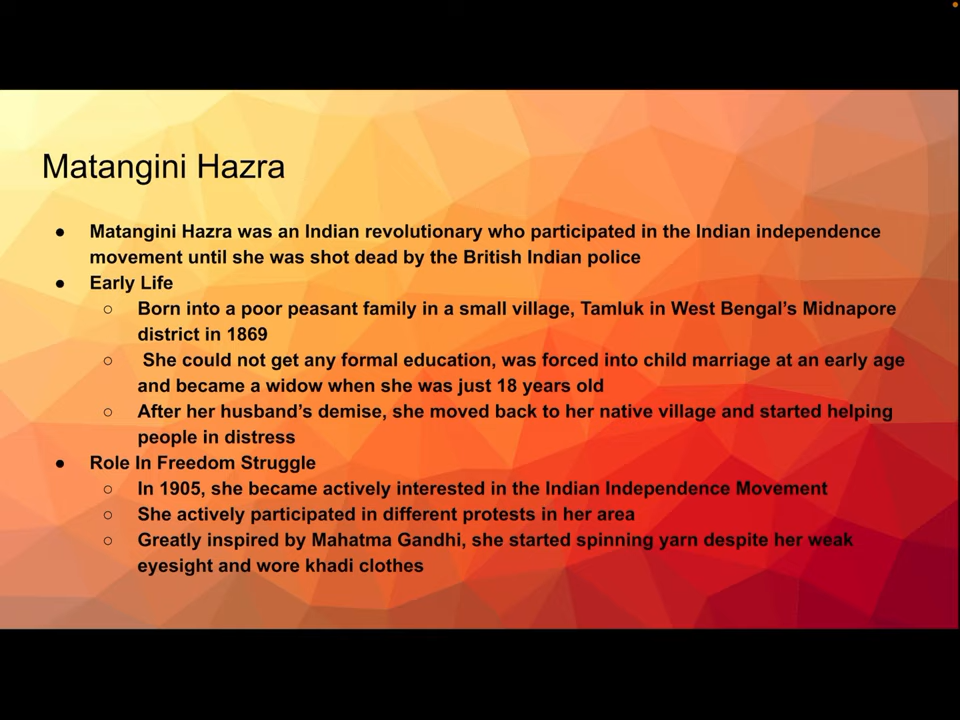 Matangini Hazra
● Matangini Hazra was an Indian revolutionary who participated in the Indian independence
movement until she was shot dead by the British Indian police
● Early Life
○ Born into a poor peasant family in a small village, Tamluk in West Bengal’s Midnapore
district in 1869
○ She could not get any formal education, was forced into child marriage at an early age
and became a widow when she was just 18 years old
○ After her husband’s demise, she moved back to her native village and started helping
people in distress
● Role In Freedom Struggle
○ In 1905, she became actively interested in the Indian Independence Movement
○ She actively participated in different protests in her area
○ Greatly inspired by Mahatma Gandhi, she started spinning yarn despite her weak
eyesight and wore khadi clothes